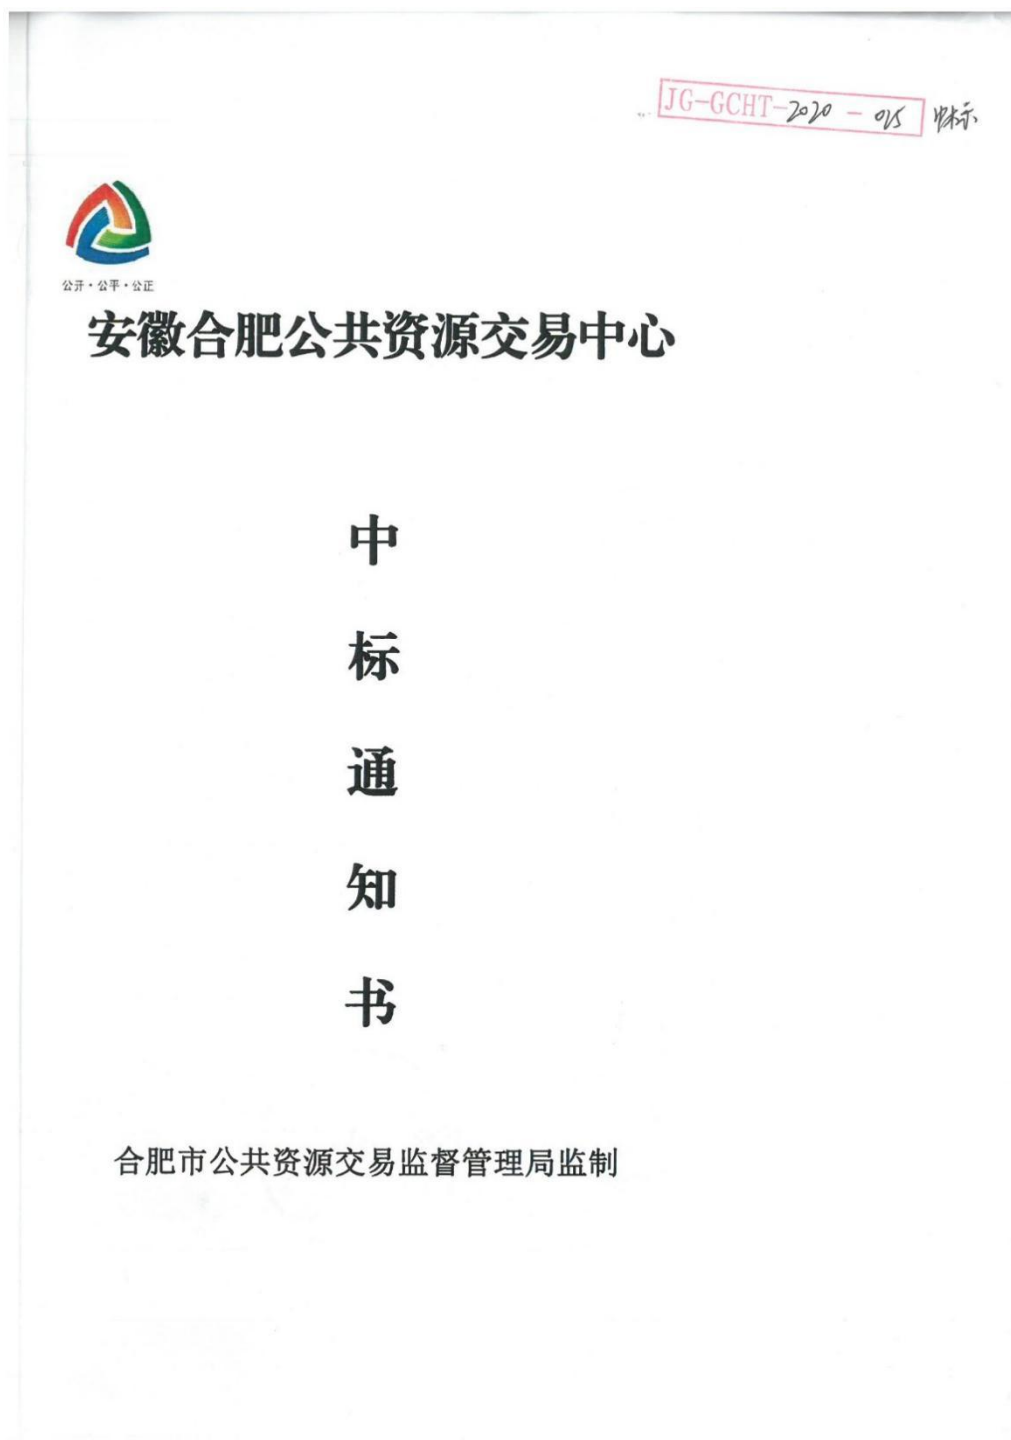 JG-GCHT-2020-025 中标
公开·公平·公正
安徽合肥公共资源交易中心
中
标
通
知
书
合肥市公共资源交易监督管理局监制